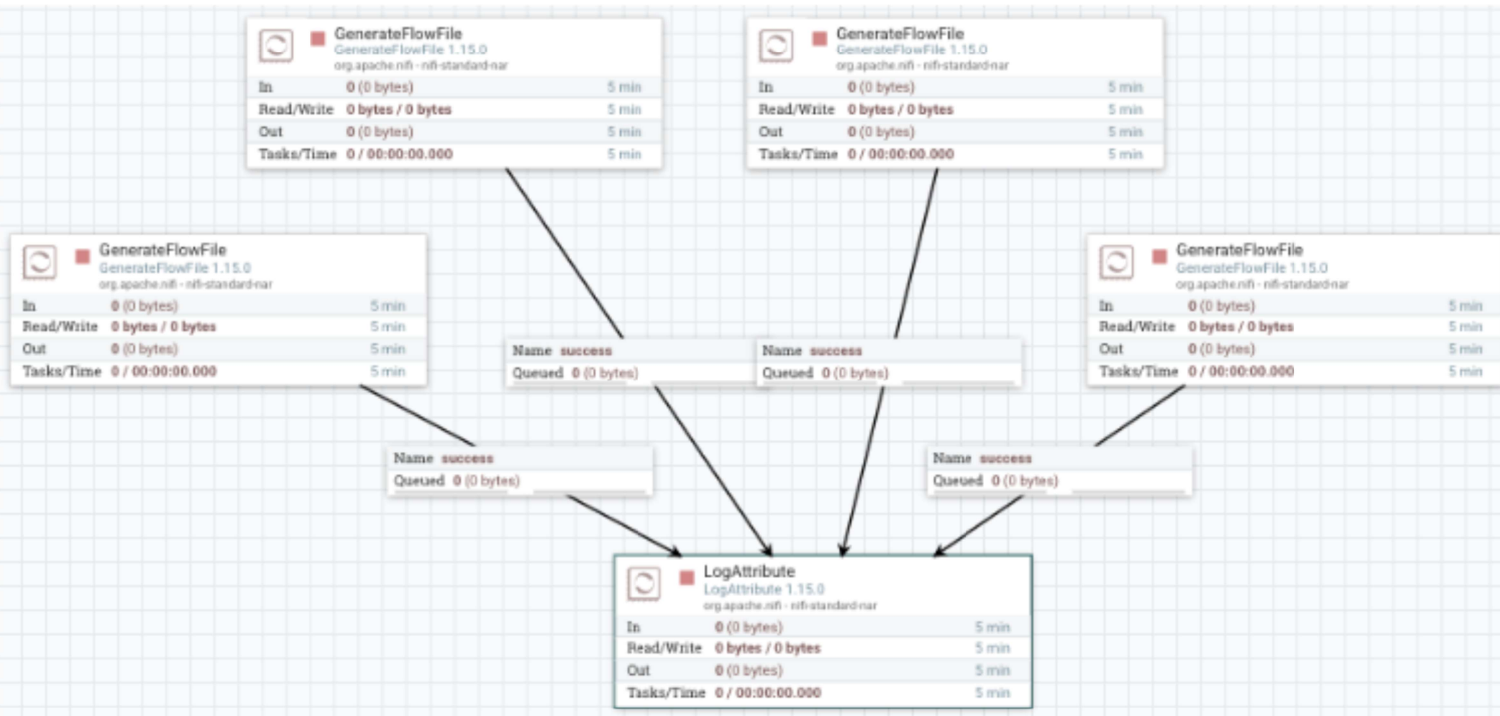 GenerateFlowFile
GenerateFlowFile 1.15.0
org.apache.nifi - nifi-standard-nar
In 0 (0 bytes) 5 min
Read/Write 0 bytes / 0 bytes 5 min
Out 0 (0 bytes) 5 min
Tasks/Time 0 / 00:00:00.000 5 min
GenerateFlowFile
GenerateFlowFile 1.15.0
org.apache.nifi - nifi-standard-nar
In 0 (0 bytes) 5 min
Read/Write 0 bytes / 0 bytes 5 min
Out 0 (0 bytes) 5 min
Tasks/Time 0 / 00:00:00.000 5 min
GenerateFlowFile
GenerateFlowFile 1.15.0
org.apache.nifi - nifi-standard-nar
In 0 (0 bytes) 5 min
Read/Write 0 bytes / 0 bytes 5 min
Out 0 (0 bytes) 5 min
Tasks/Time 0 / 00:00:00.000 5 min
GenerateFlowFile
GenerateFlowFile 1.15.0
org.apache.nifi - nifi-standard-nar
In 0 (0 bytes) 5 min
Read/Write 0 bytes / 0 bytes 5 min
Out 0 (0 bytes) 5 min
Tasks/Time 0 / 00:00:00.000 5 min
Name success
Queued 0 (0 bytes)
Name success
Queued 0 (0 bytes)
Name success
Queued 0 (0 bytes)
Name success
Queued 0 (0 bytes)
LogAttribute
LogAttribute 1.15.0
org.apache.nifi - nifi-standard-nar
In 0 (0 bytes) 5 min
Read/Write 0 bytes / 0 bytes 5 min
Out 0 (0 bytes) 5 min
Tasks/Time 0 / 00:00:00.000 5 min